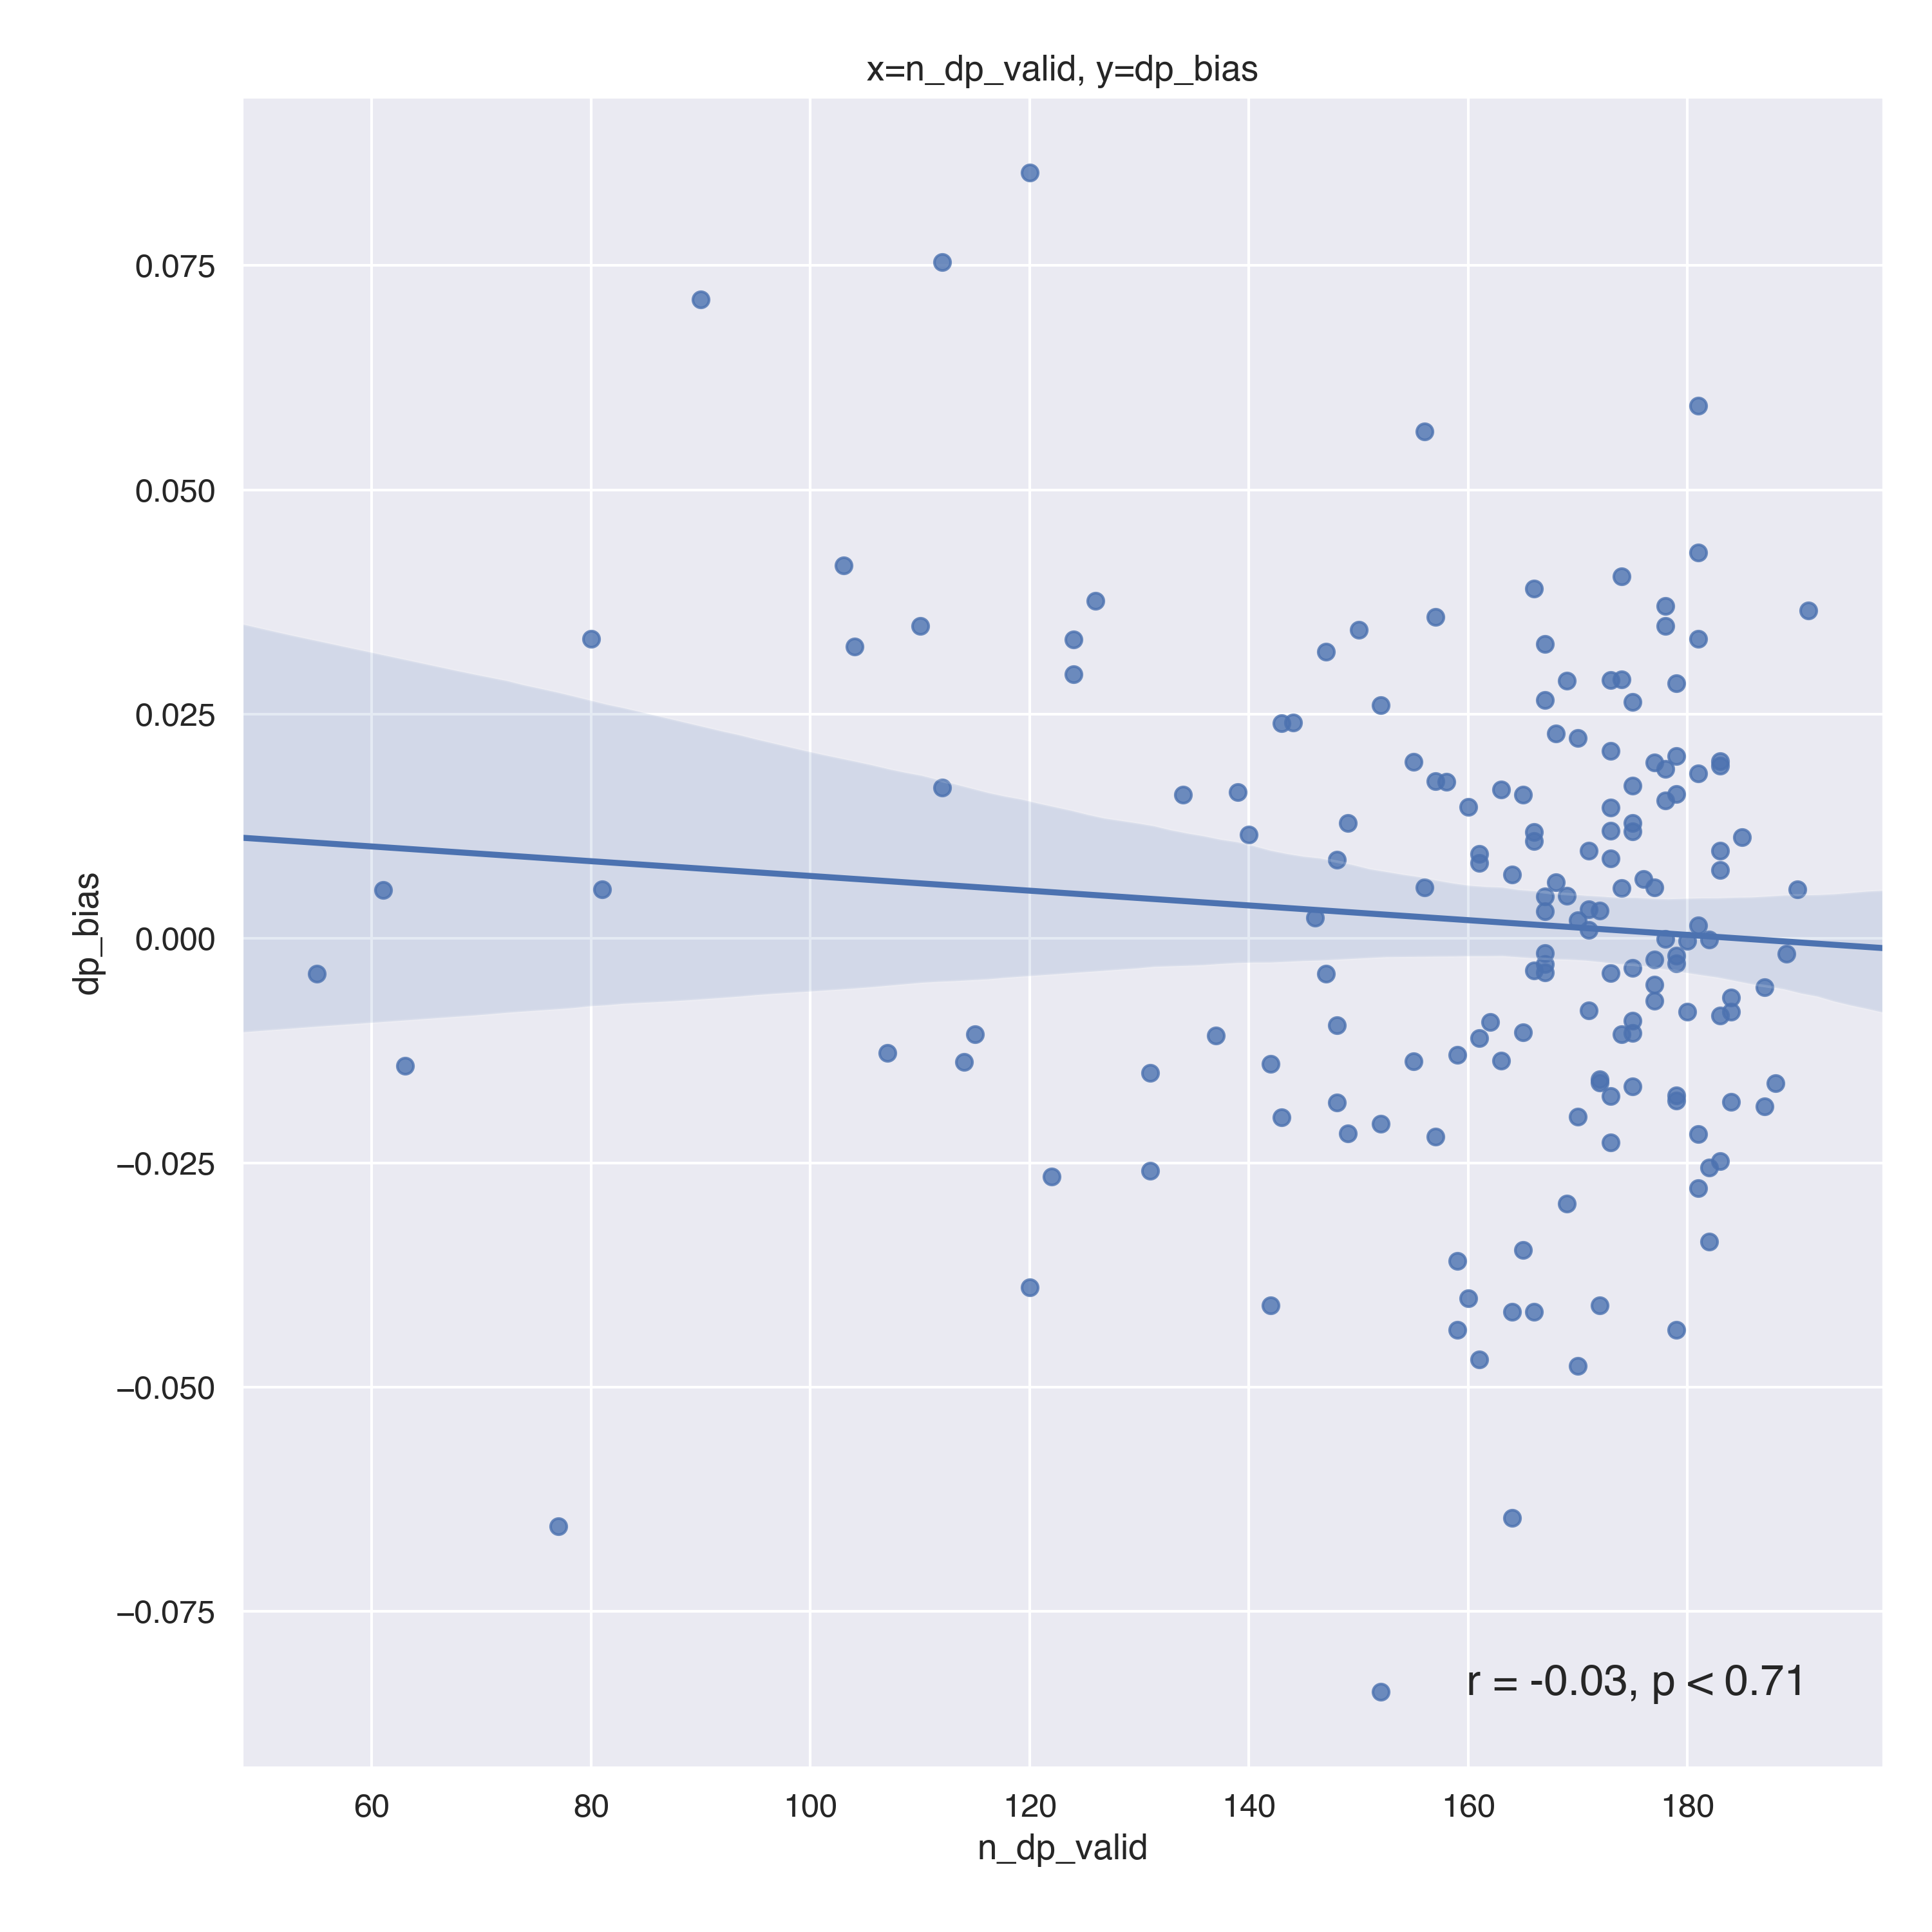 x=n_dp_valid, y=dp_bias
0.075
0.050
0.025
0.000
−0.025
−0.050
−0.075
dp_bias
r = -0.03, p < 0.71
60 80 100 120 140 160 180
n_dp_valid